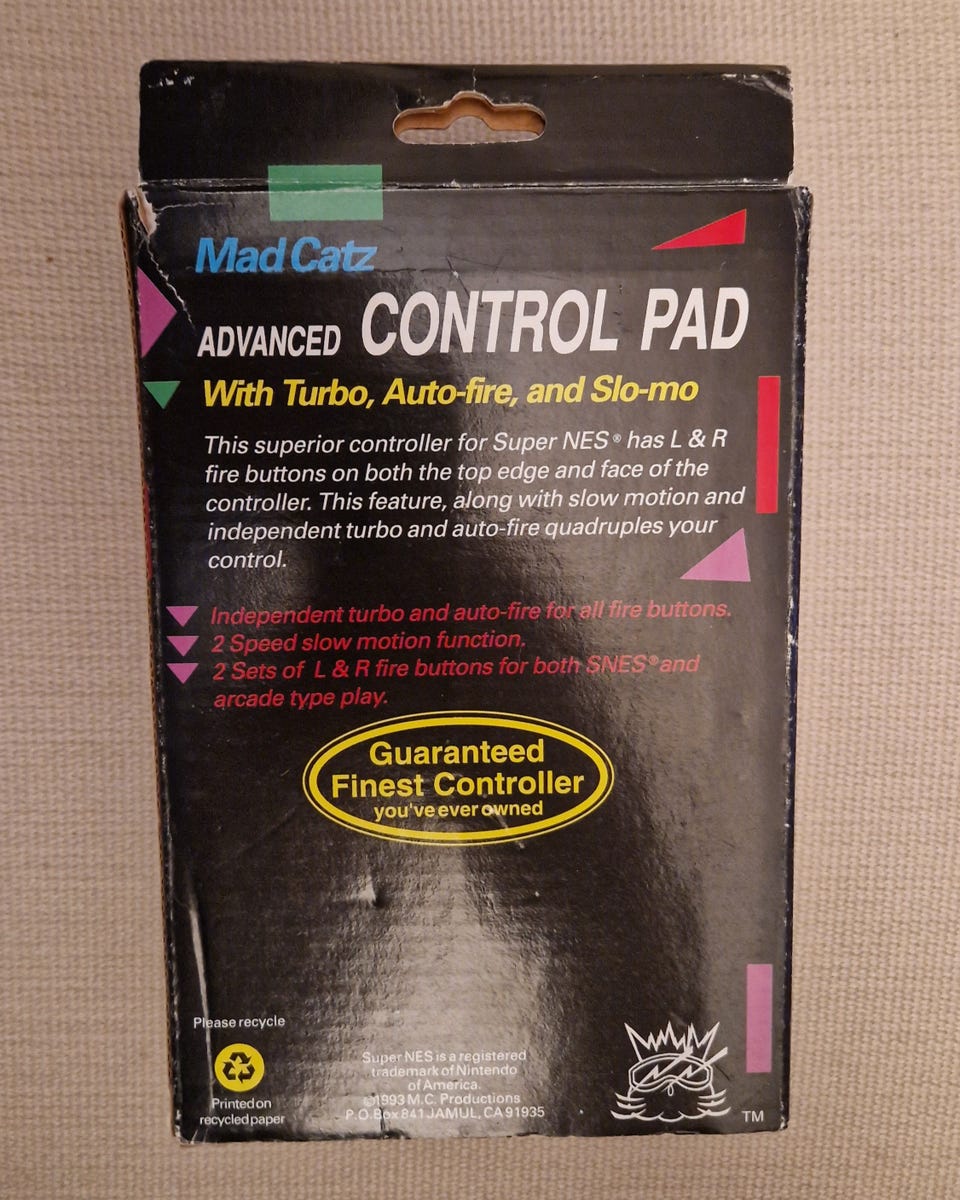 Mad Catz
ADVANCED CONTROL PAD
With Turbo, Auto-fire, and Slo-mo
This superior controller for Super NES® has L & R
fire buttons on both the top edge and face of the
controller. This feature, along with slow motion and
independent turbo and auto-fire quadruples your
control.
Independent turbo and auto-fire for all fire buttons.
2 Speed slow motion function.
2 Sets of L & R fire buttons for both SNES® and
arcade type play.
Guaranteed
Finest Controller
you've ever owned
Please recycle
Printed on
recycled paper
Super NES is a registered
trademark of Nintendo
of America.
©1993 M.C. Productions
P.O.Box 841 JAMUL, CA 91935
TM